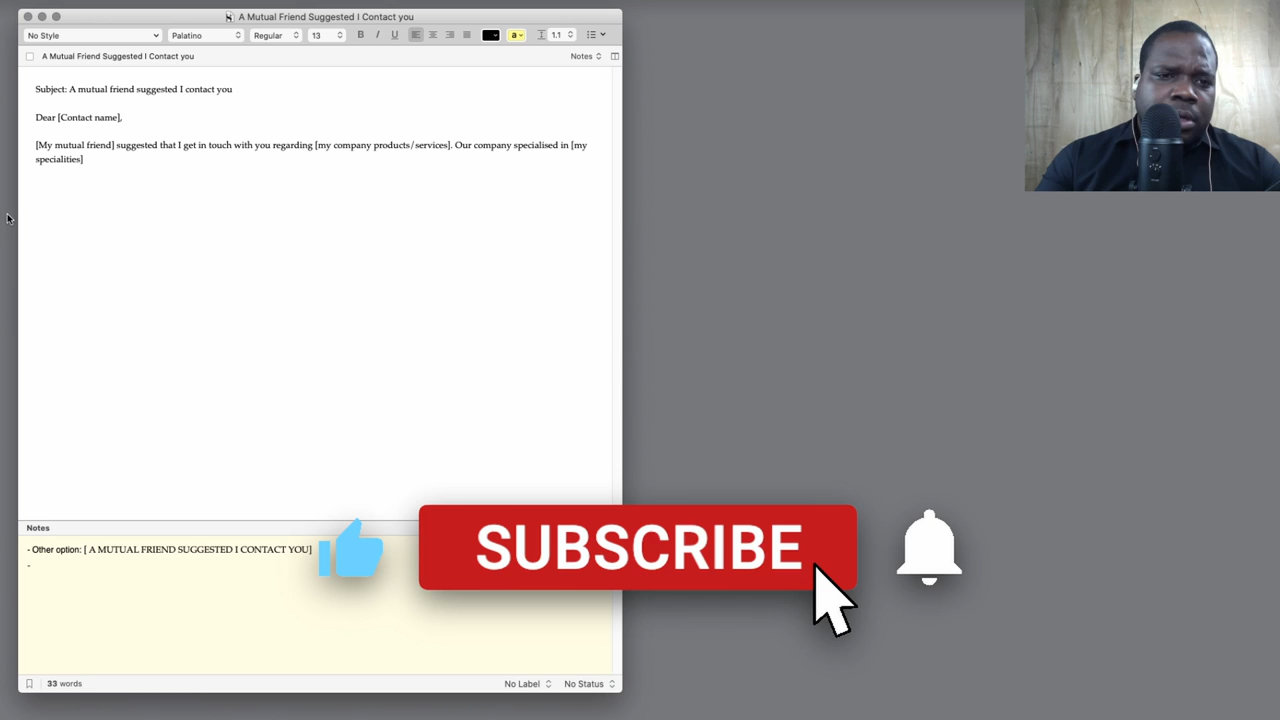 A Mutual Friend Suggested I Contact you
No Style Palatino Regular 13 B I U a 1.1
A Mutual Friend Suggested I Contact you Notes
Subject: A mutual friend suggested I contact you
Dear [Contact name],
[My mutual friend] suggested that I get in touch with you regarding [my company products/services]. Our company specialised in [my
specialities]
Notes
- Other option: [ A MUTUAL FRIEND SUGGESTED I CONTACT YOU]
-
SUBSCRIBE
33 words No Label No Status